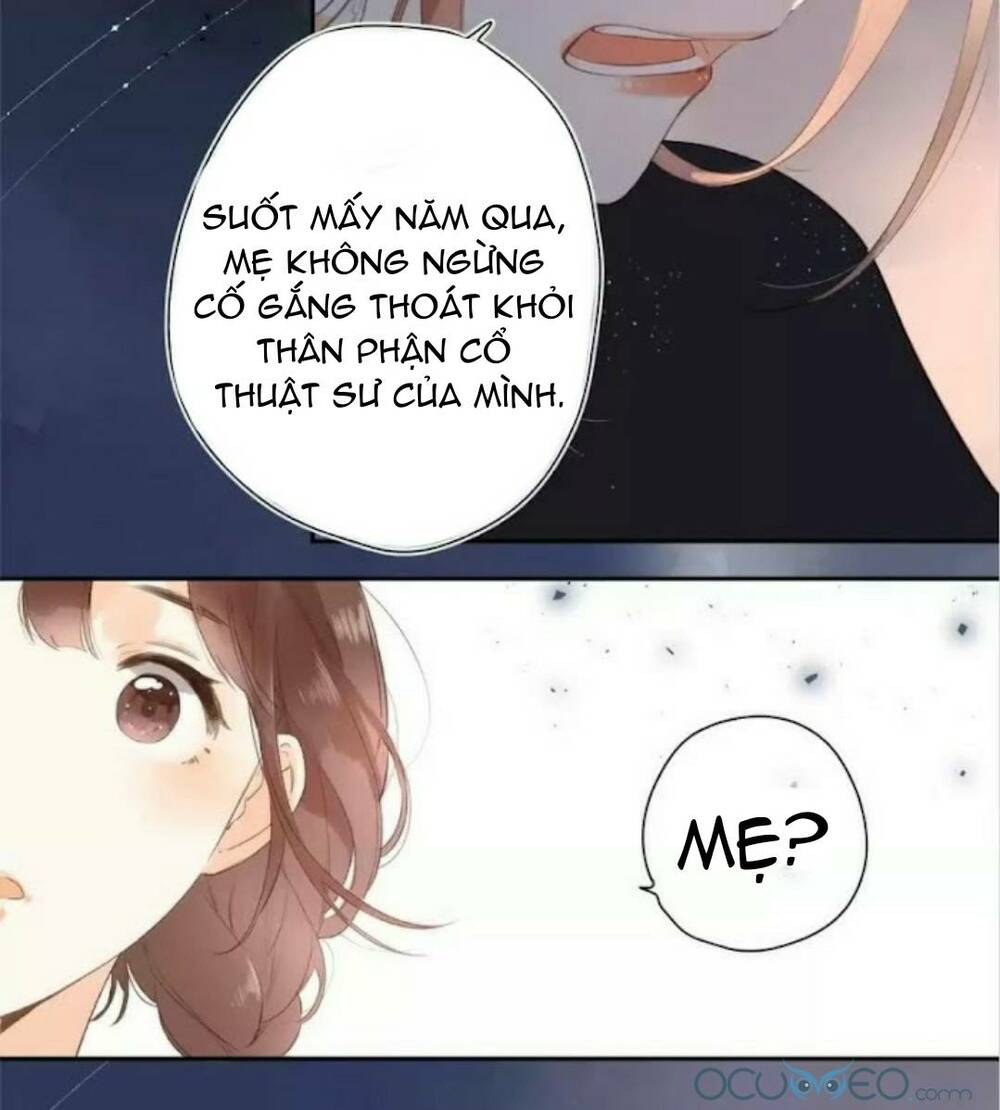 SUỐT MẤY NĂM QUA,
MẸ KHÔNG NGỪNG
CỐ GẮNG THOÁT KHỎI
THÂN PHẬN CỔ
THUẬT SƯ CỦA MÌNH.
MẸ?
OCUMEO.com